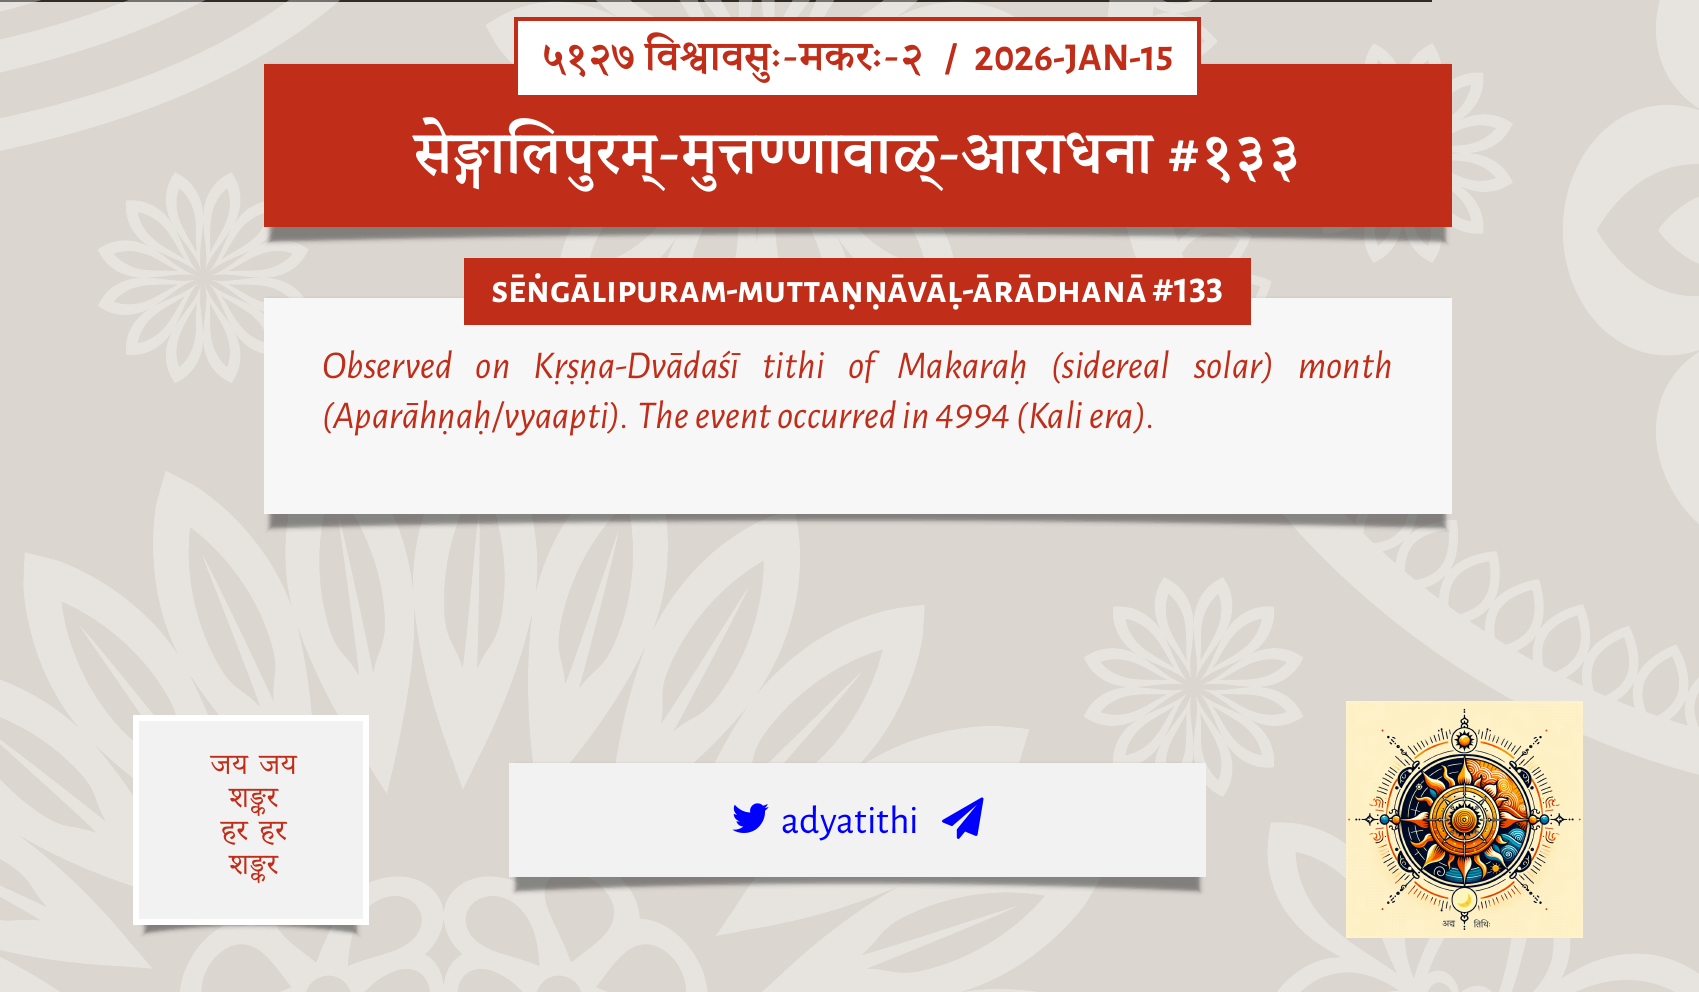 ५१२७ विश्वावसुः-मकरः-२ / 2026-JAN-15
सेङ्गालिपुरम्-मुत्तण्णावाळ्-आराधना #१३३
SĒṄGĀLIPURAM-MUTTAṆṆĀVĀḶ-ĀRĀDHANĀ #133
Observed on Kṛṣṇa-Dvādaśī tithi of Makaraḥ (sidereal solar) month
(Aparāhṇaḥ/vyaapti). The event occurred in 4994 (Kali era).
जय जय
शङ्कर
हर हर
शङ्कर
adyatithi
अद्य तिथिः